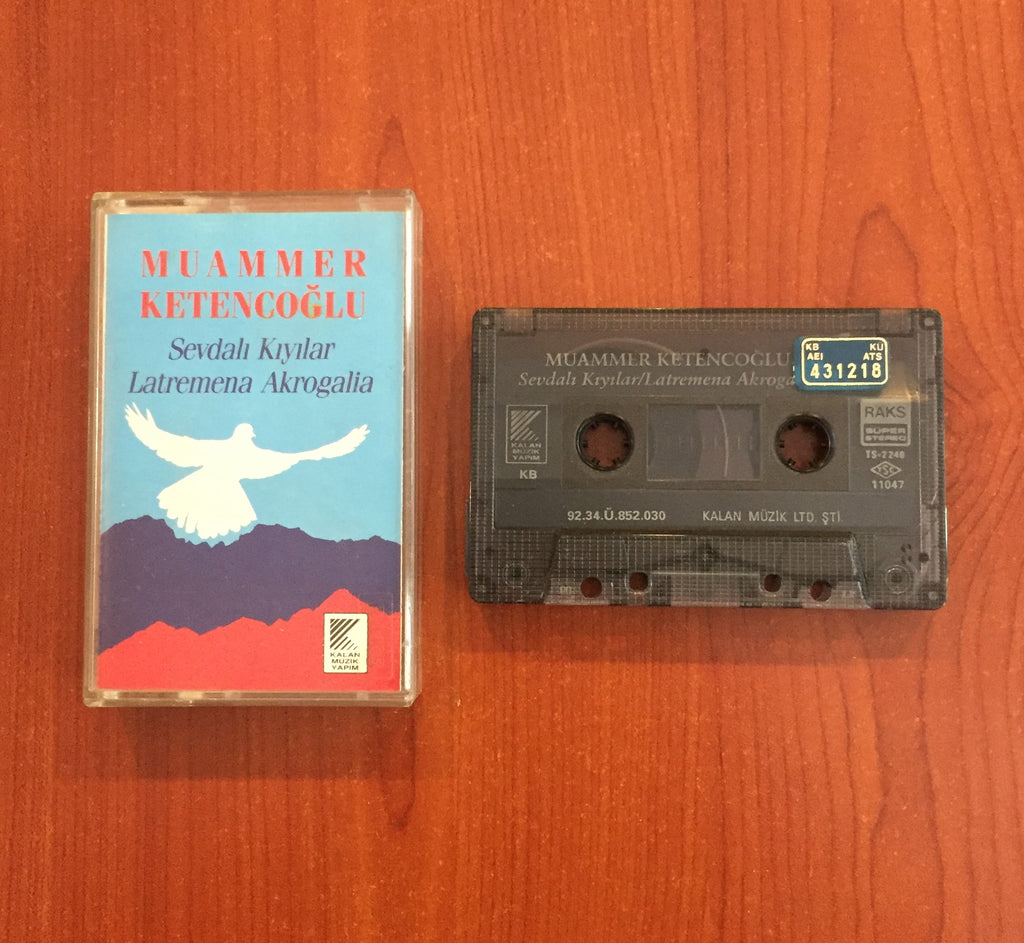 MUAMMER
KETENCOĞLU
Sevdalı Kıyılar
Latremena Akrogalia
KALAN
MÜZİK
YAPIM
MUAMMER KETENCOĞLU
Sevdalı Kıyılar/Latremena
KB KÜ
AEI ATS
431218
KALAN
MÜZİK
YAPIM
KB
RAKS
SÜPER
STEREO
TS-2240
TSE
11047
92.34.Ü.852.030 KALAN MÜZİK LTD. ŞTİ